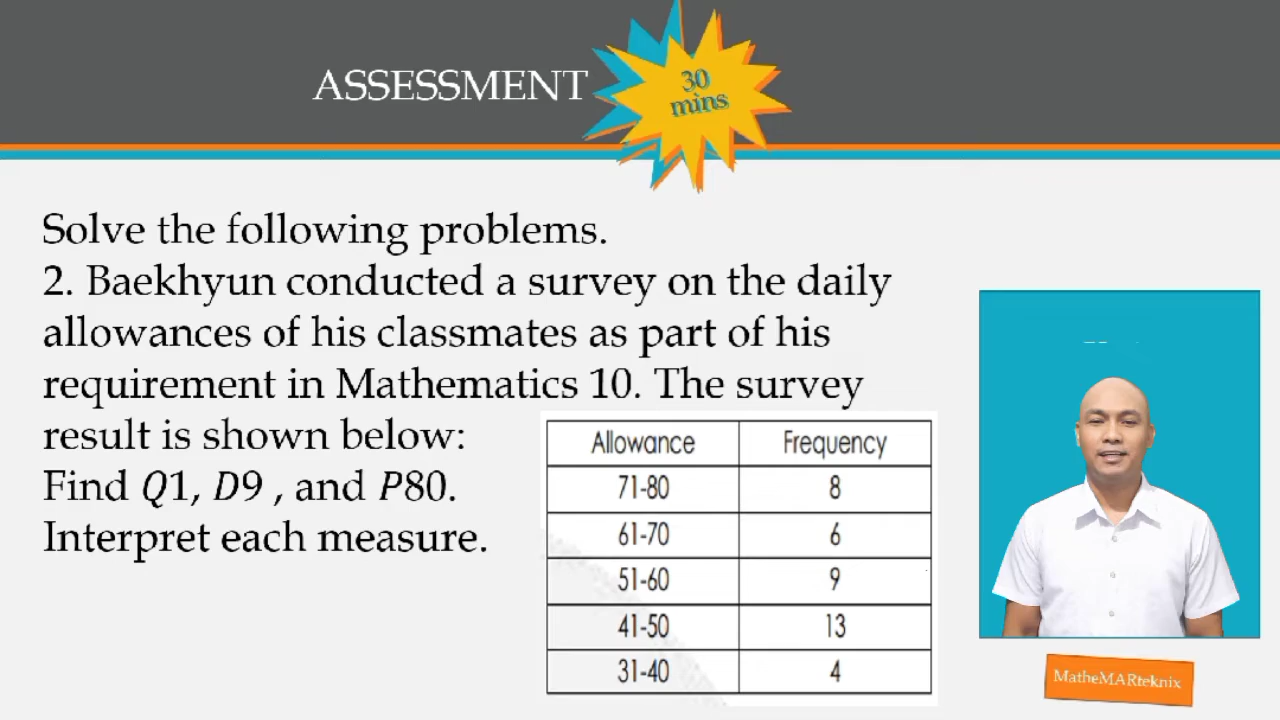 ASSESSMENT
30
mins
Solve the following problems.
2. Baekhyun conducted a survey on the daily
allowances of his classmates as part of his
requirement in Mathematics 10. The survey
result is shown below:
Find Q1, D9 , and P80.
Interpret each measure.
Allowance Frequency
71-80 8
61-70 6
51-60 9
41-50 13
31-40 4
MatheMARteknix